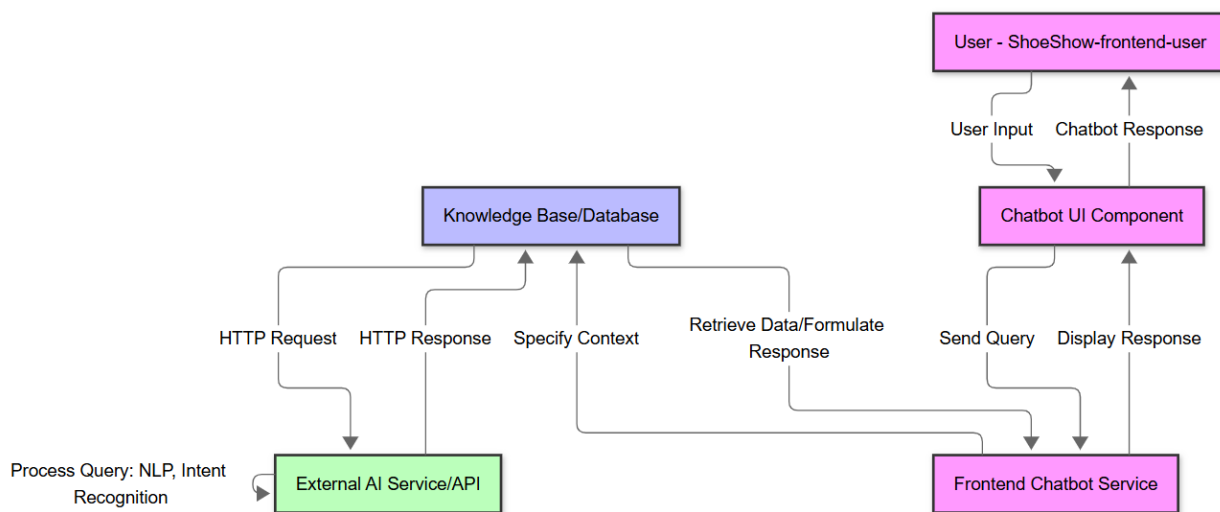 User - ShoeShow-frontend-user
User Input
Chatbot Response
Knowledge Base/Database
Chatbot UI Component
HTTP Request
HTTP Response
Specify Context
Retrieve Data/Formulate
Response
Send Query
Display Response
Process Query: NLP, Intent
Recognition
External AI Service/API
Frontend Chatbot Service